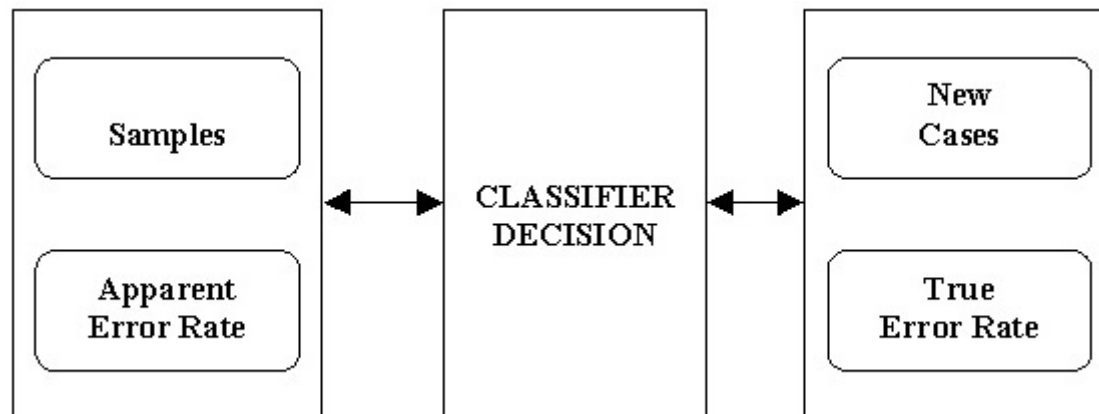 Samples
Apparent
Error Rate
CLASSIFIER
DECISION
New
Cases
True
Error Rate